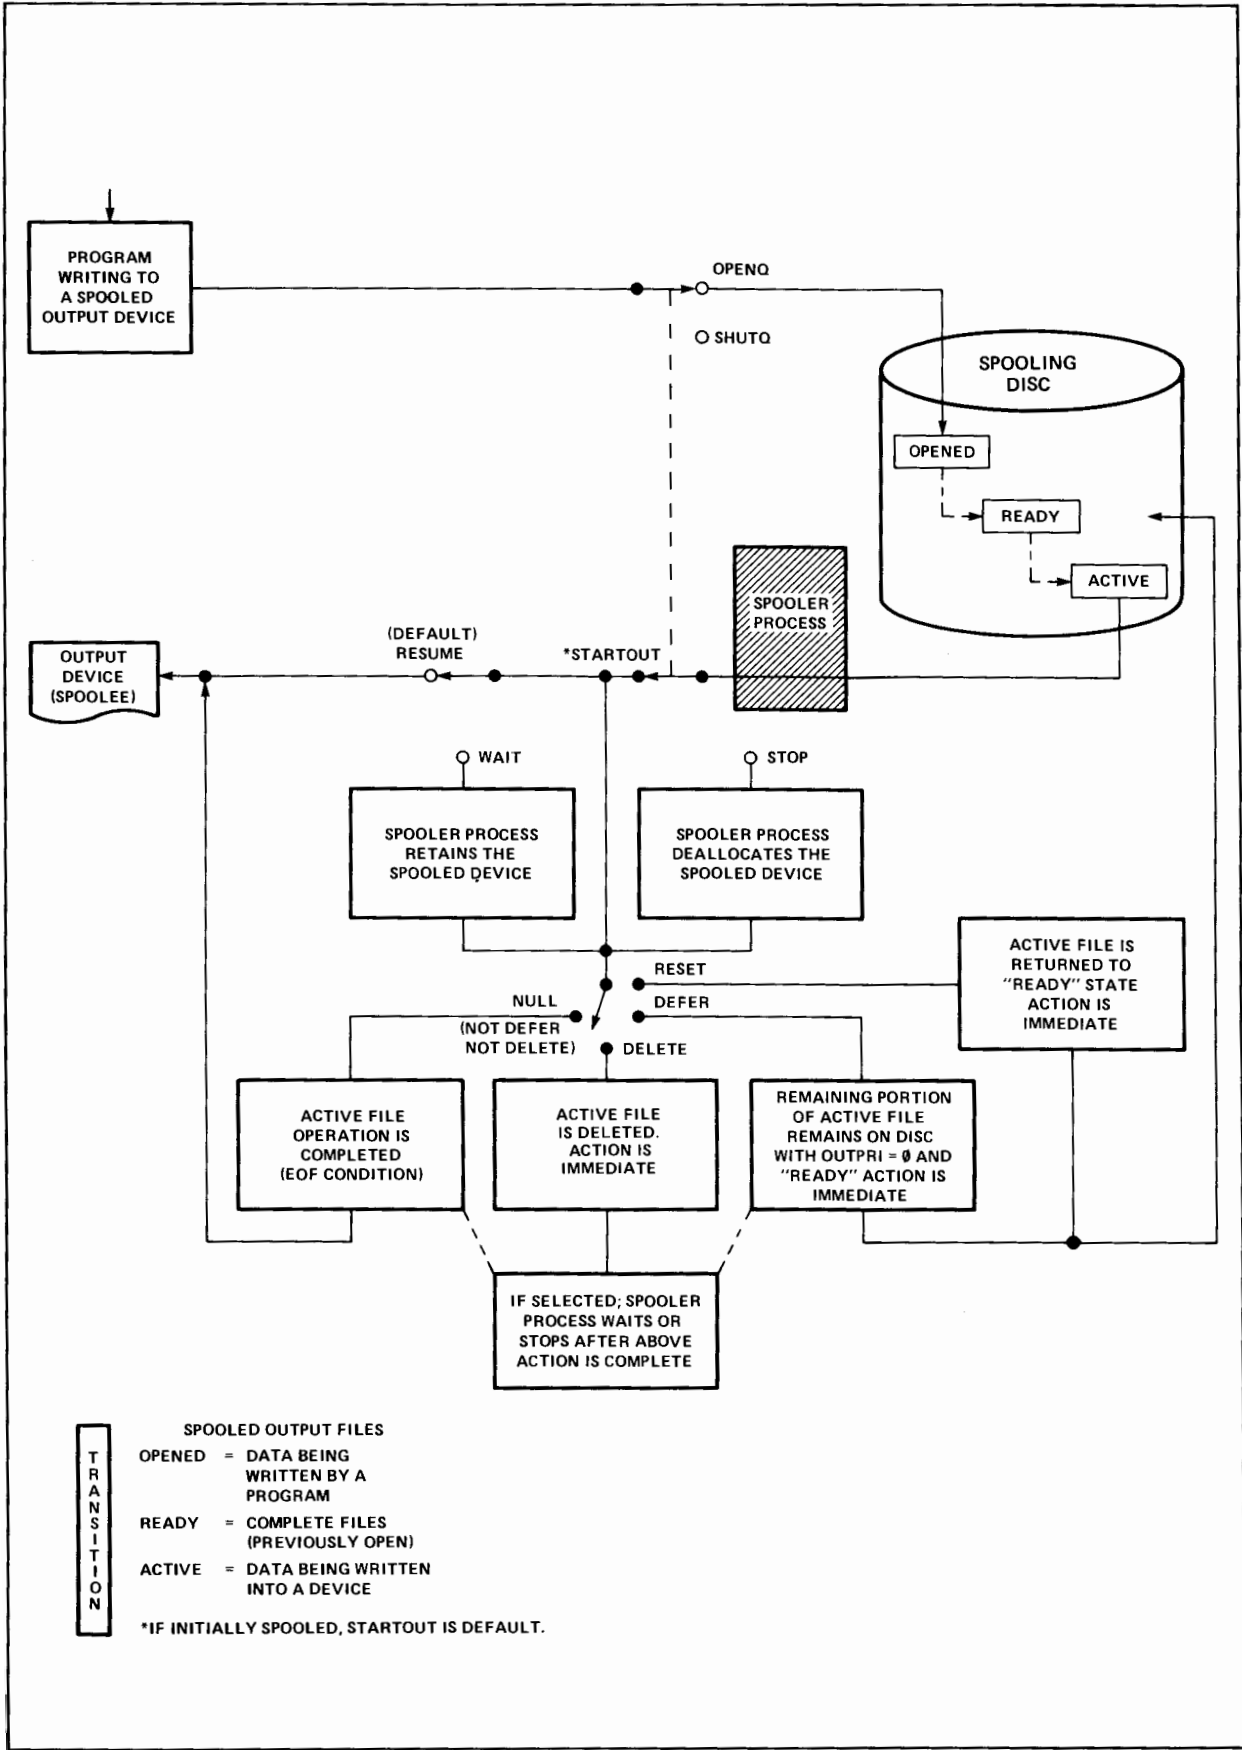 PROGRAM
WRITING TO
A SPOOLED
OUTPUT DEVICE
OPENQ
SHUTQ
SPOOLING
DISC
OPENED
READY
ACTIVE
SPOOLER
PROCESS
OUTPUT
DEVICE
(SPOOLEE)
(DEFAULT)
RESUME
*STARTOUT
WAIT
STOP
SPOOLER PROCESS
RETAINS THE
SPOOLED DEVICE
SPOOLER PROCESS
DEALLOCATES THE
SPOOLED DEVICE
RESET
NULL
DEFER
(NOT DEFER
NOT DELETE)
DELETE
ACTIVE FILE IS
RETURNED TO
“READY” STATE
ACTION IS
IMMEDIATE
ACTIVE FILE
OPERATION IS
COMPLETED
(EOF CONDITION)
ACTIVE FILE
IS DELETED.
ACTION IS
IMMEDIATE
REMAINING PORTION
OF ACTIVE FILE
REMAINS ON DISC
WITH OUTPRI = Ø AND
“READY” ACTION IS
IMMEDIATE
IF SELECTED; SPOOLER
PROCESS WAITS OR
STOPS AFTER ABOVE
ACTION IS COMPLETE
TRANSITION
SPOOLED OUTPUT FILES
OPENED = DATA BEING
WRITTEN BY A
PROGRAM
READY = COMPLETE FILES
(PREVIOUSLY OPEN)
ACTIVE = DATA BEING WRITTEN
INTO A DEVICE
*IF INITIALLY SPOOLED, STARTOUT IS DEFAULT.